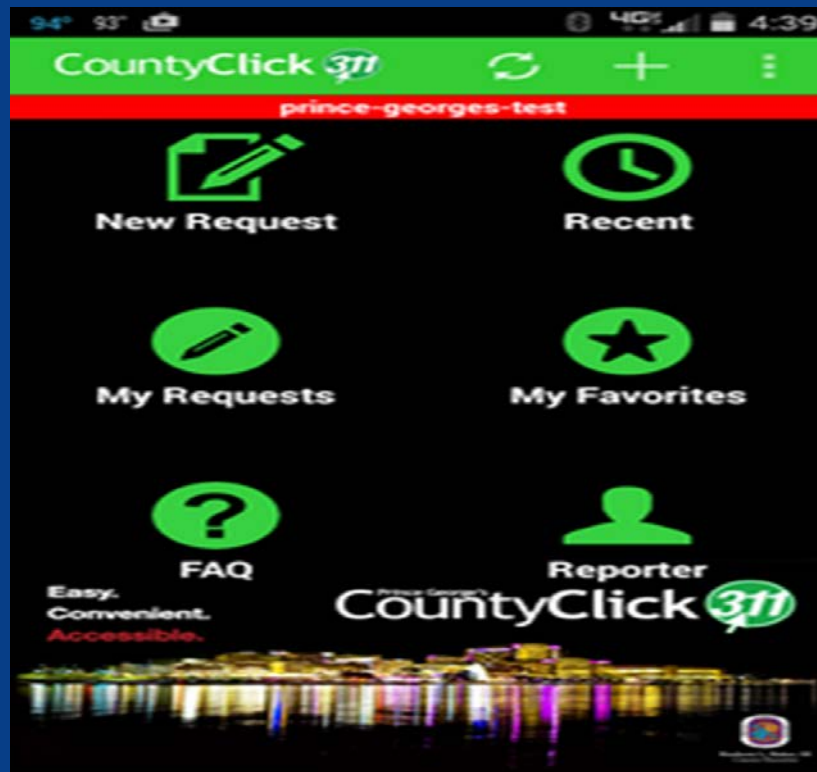 94° 93° 4G 4:39
CountyClick 311
prince-georges-test
New Request Recent
My Requests My Favorites
FAQ Reporter
Easy.
Convenient.
Accessible.
Prince George's
CountyClick 311